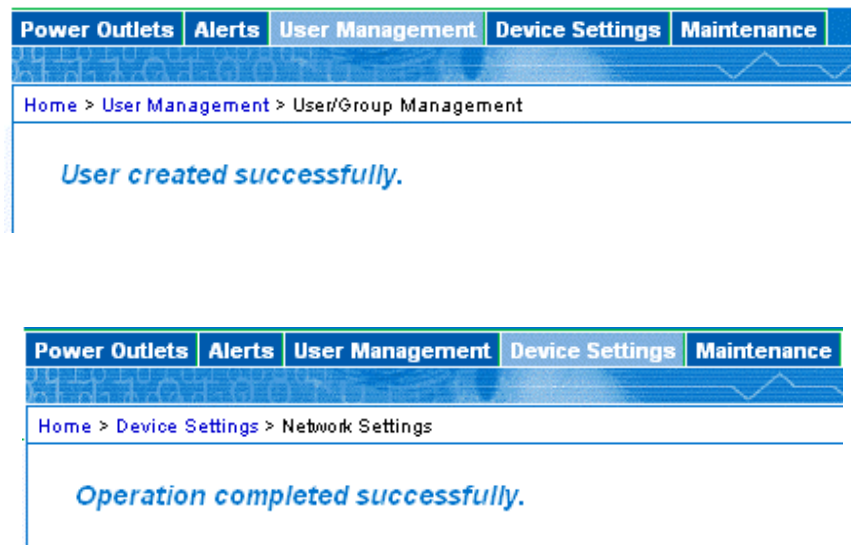 Power Outlets Alerts User Management Device Settings Maintenance
Home > User Management > User/Group Management
User created successfully.
Power Outlets Alerts User Management Device Settings Maintenance
Home > Device Settings > Network Settings
Operation completed successfully.